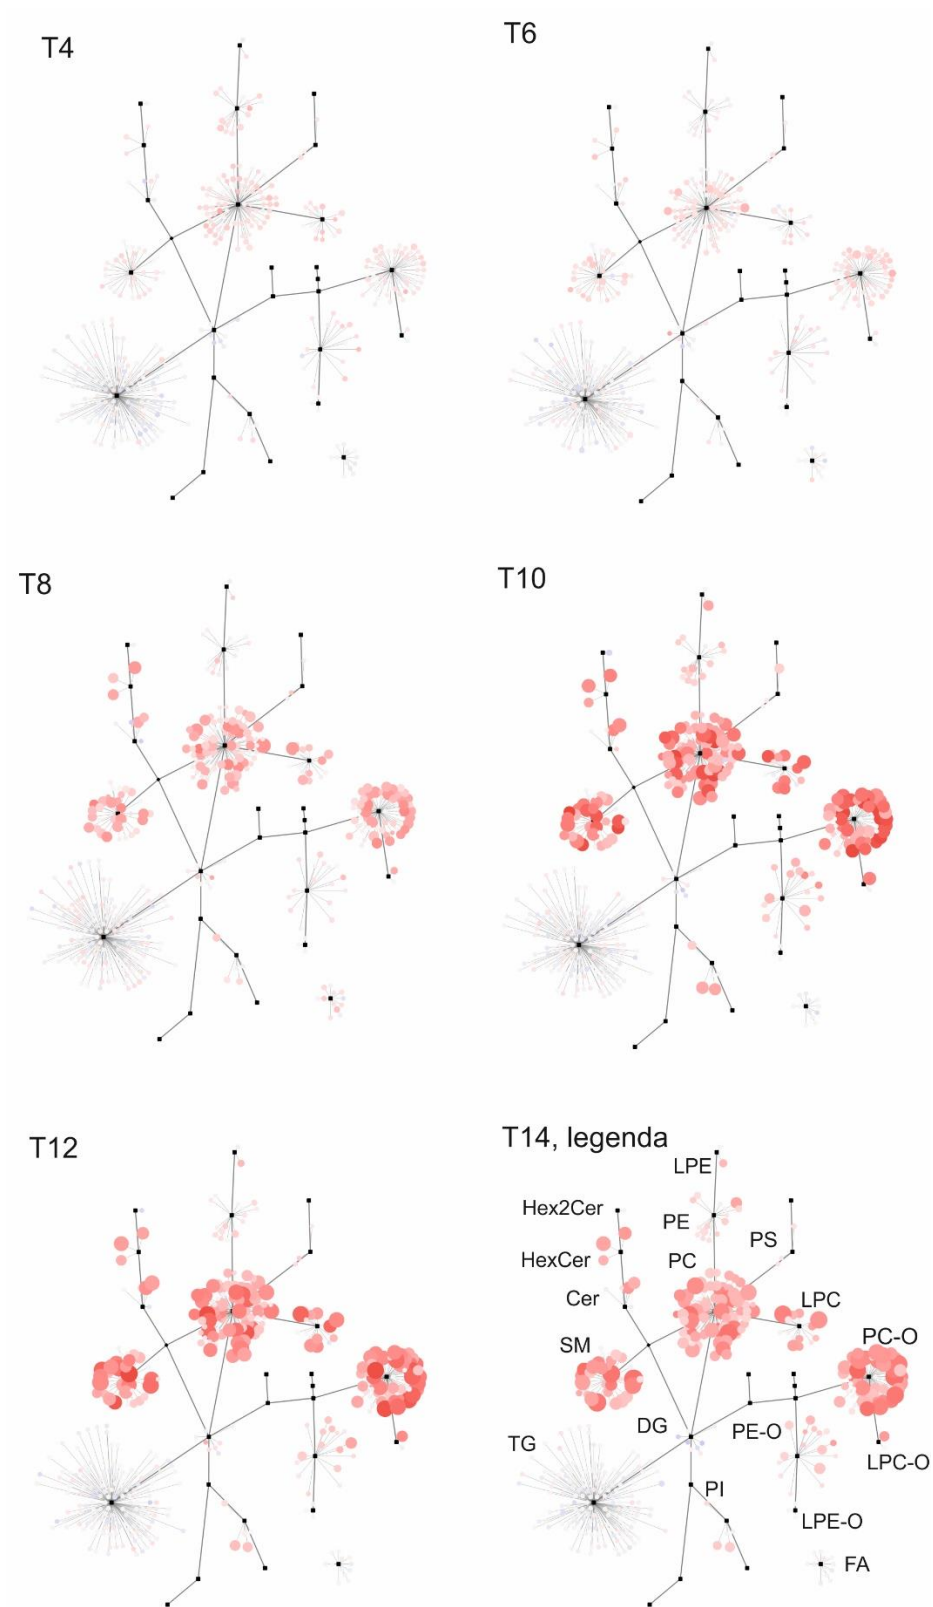 T4
T6
T8
T10
T12
T14, legenda
LPE
Hex2Cer
PE
PS
HexCer
PC
Cer
LPC
SM
PC-O
DG
PE-O
TG
LPC-O
PI
LPE-O
FA